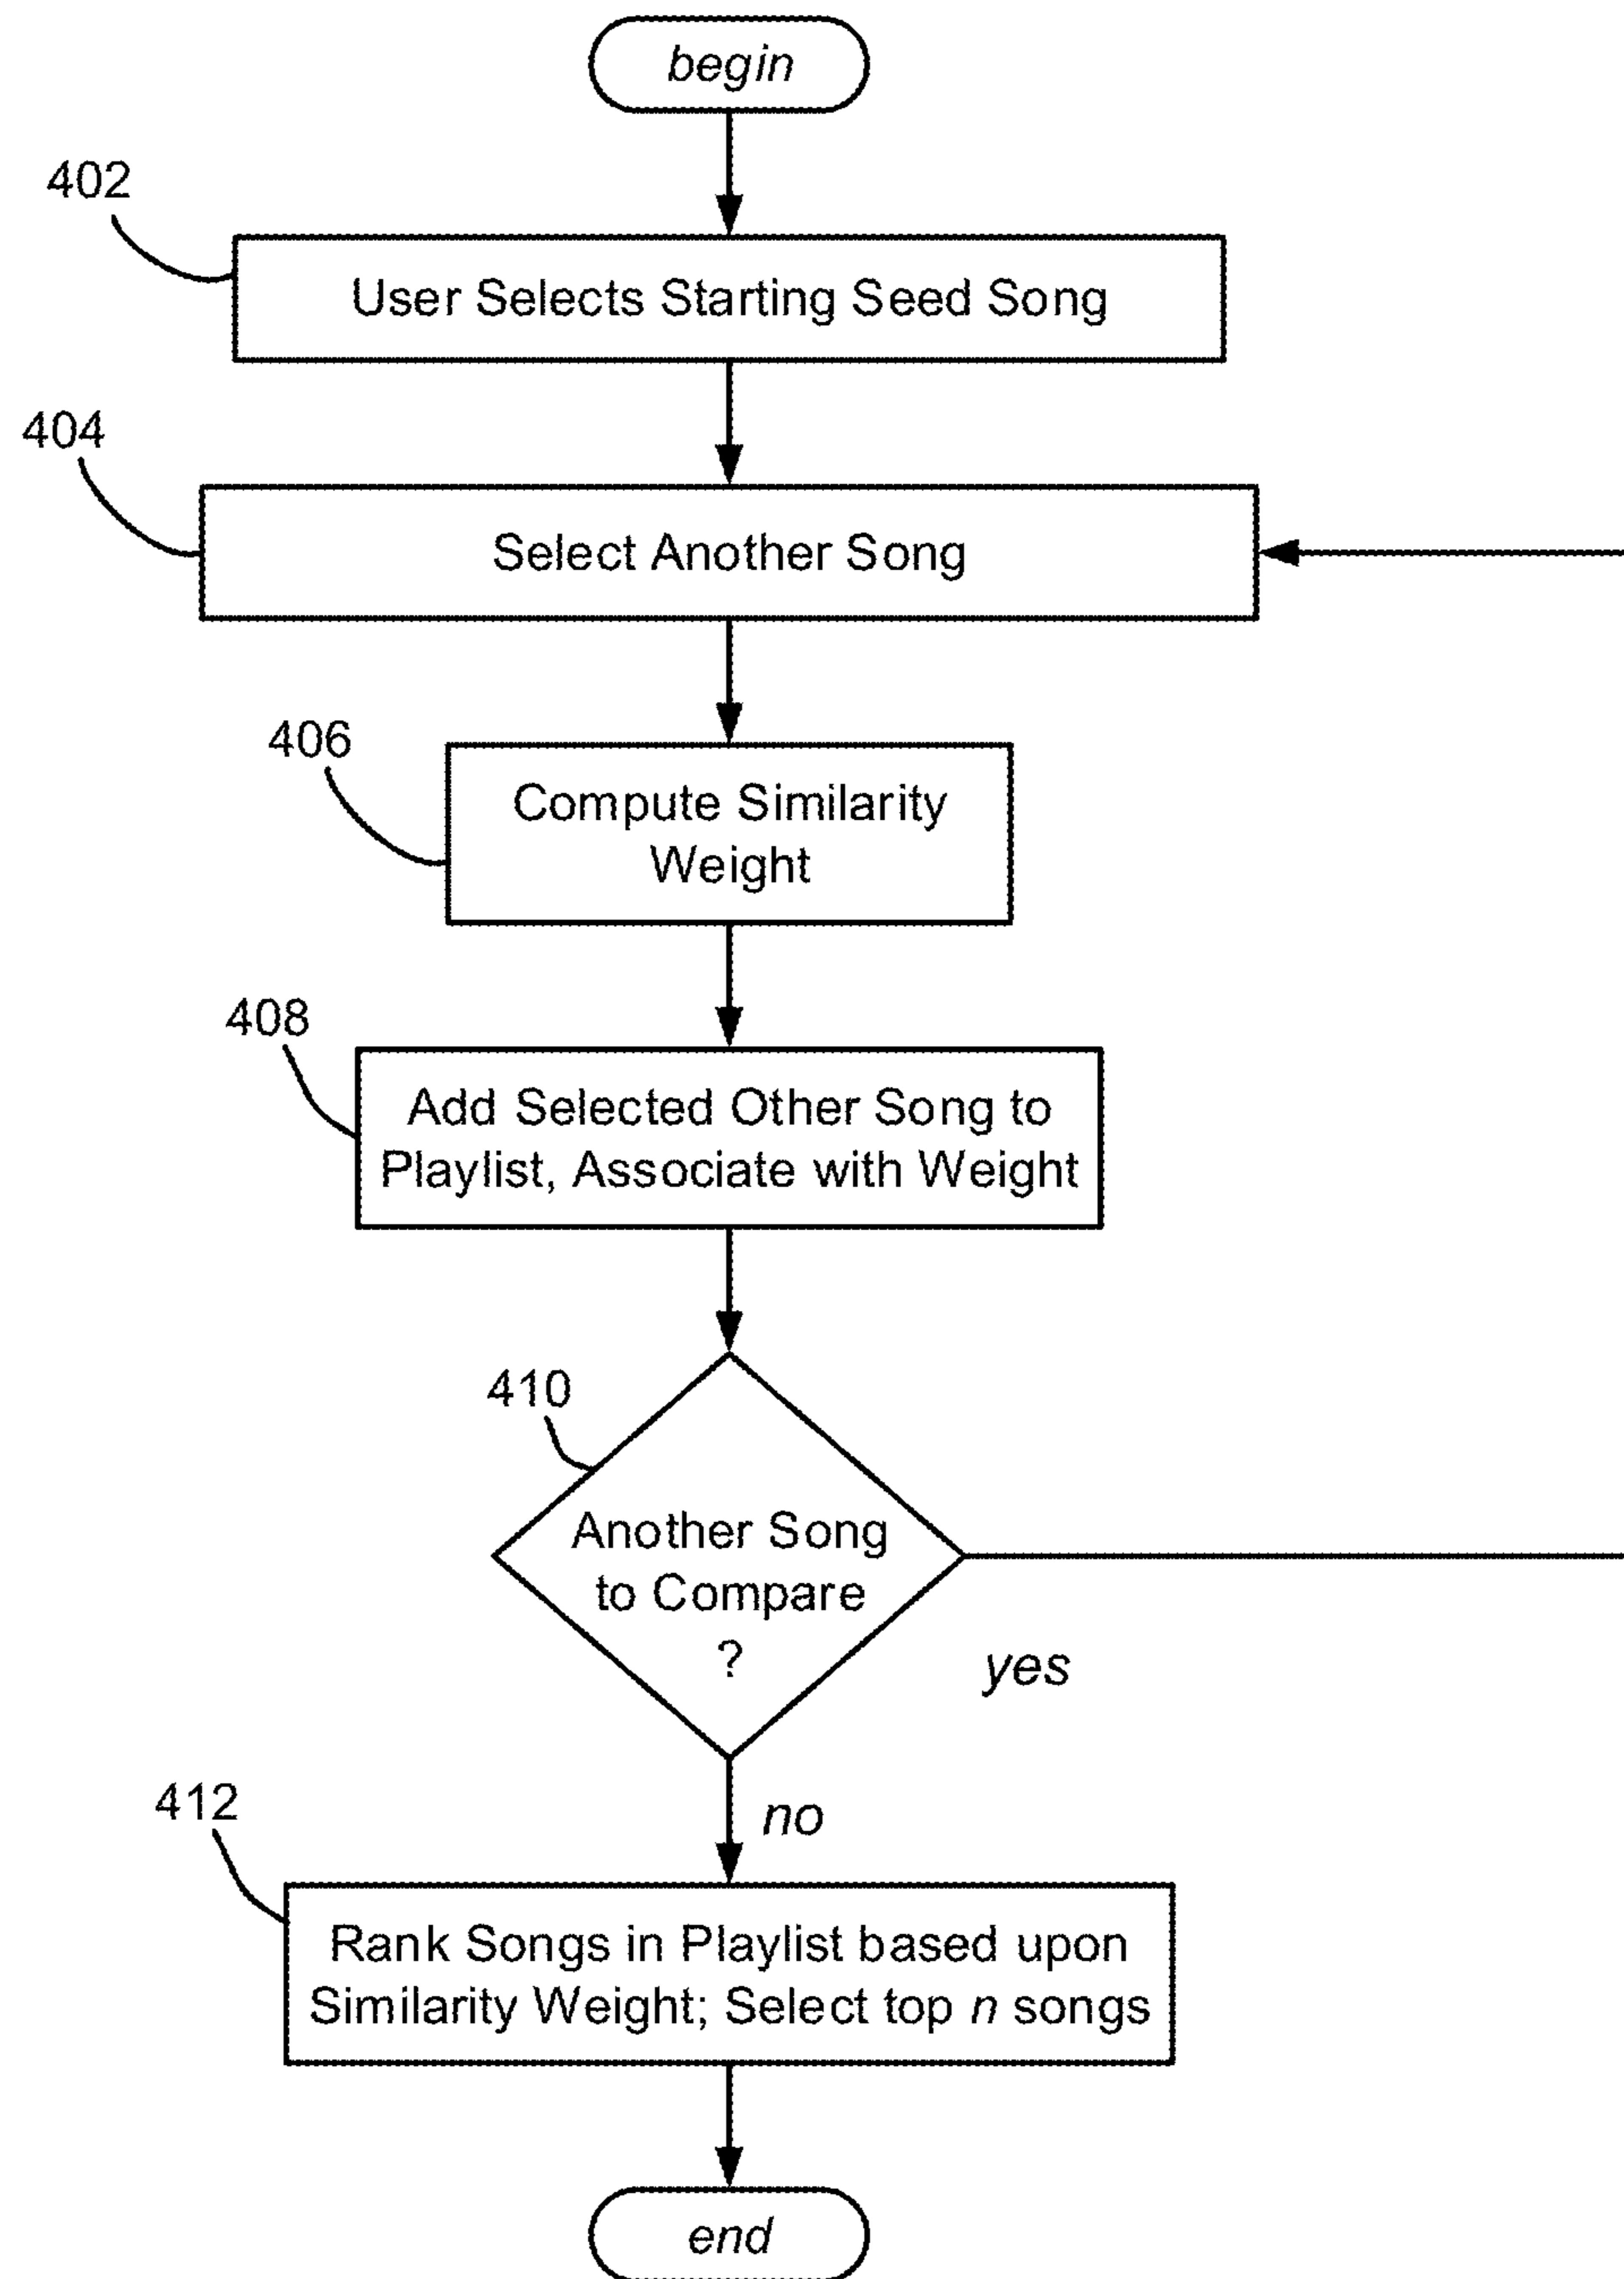 begin
402
User Selects Starting Seed Song
404
Select Another Song
406
Compute Similarity
Weight
408
Add Selected Other Song to
Playlist, Associate with Weight
410
Another Song
to Compare
?
yes
no
412
Rank Songs in Playlist based upon
Similarity Weight; Select top n songs
end